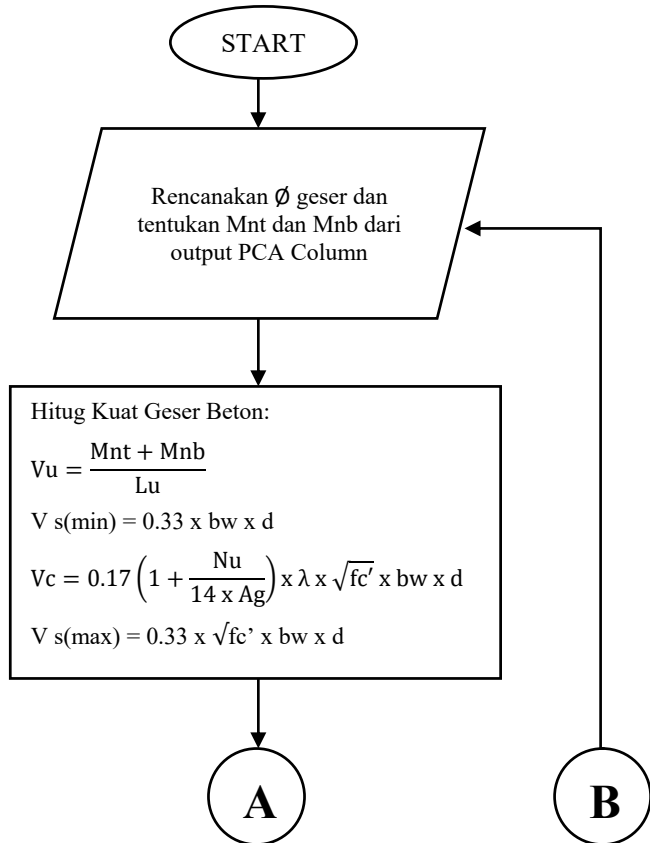 START
Rencanakan Ø geser dan
tentukan Mnt dan Mnb dari
output PCA Column
Hitug Kuat Geser Beton:
Vu = (Mnt + Mnb) / Lu
V s(min) = 0.33 x bw x d
Vc = 0.17 (1 + Nu / (14 x Ag)) x λ x √fc′ x bw x d
V s(max) = 0.33 x √fc’ x bw x d
A
B